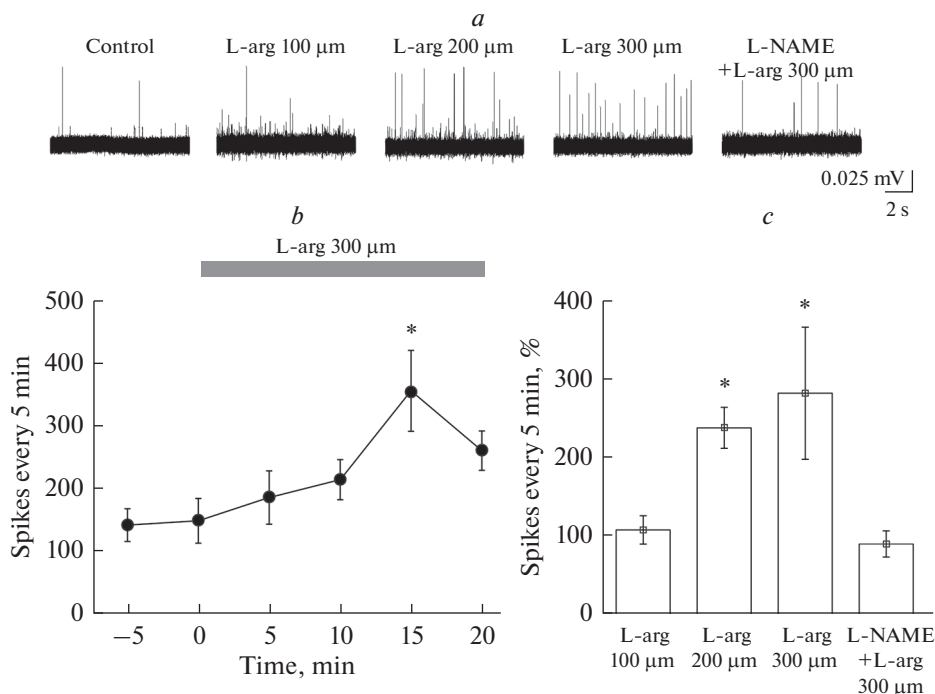 a
Control
L-arg 100 μm
L-arg 200 μm
L-arg 300 μm
L-NAME
+L-arg 300 μm
0.025 mV
2 s
b
L-arg 300 μm
500
400
300
200
100
0
Spikes every 5 min
−5
0
5
10
15
20
Time, min
*
c
400
300
200
100
0
Spikes every 5 min, %
*
*
L-arg
100 μm
L-arg
200 μm
L-arg
300 μm
L-NAME
+L-arg
300 μm